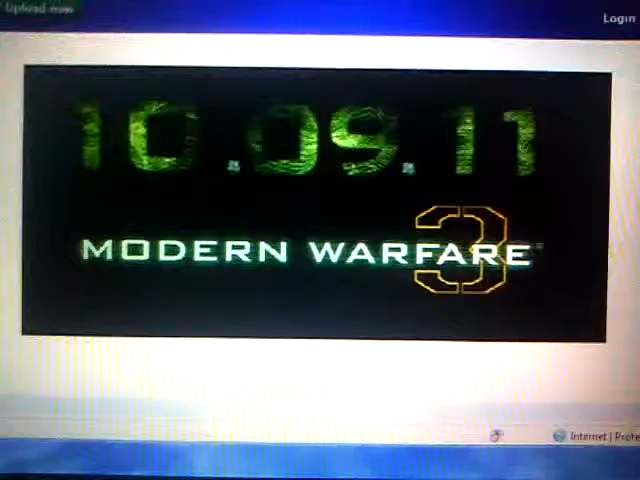 Upload now
Login
10.09.11
MODERN WARFARE
3
Internet | Prote